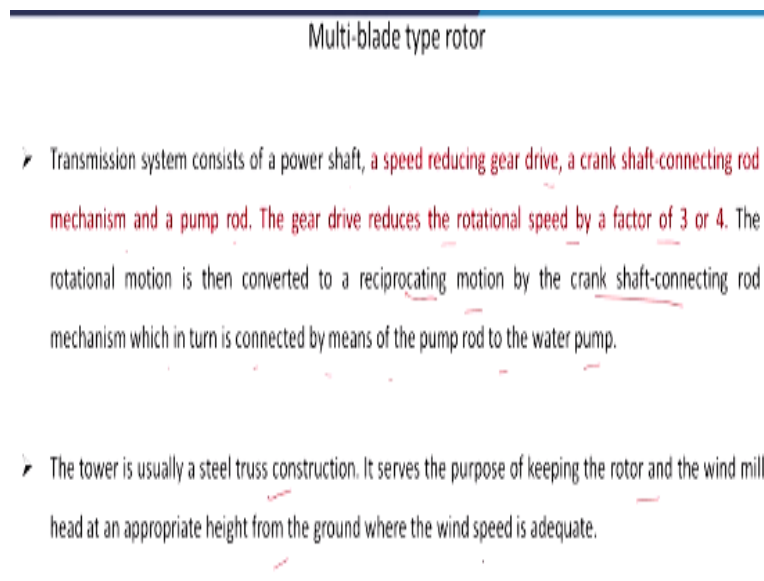 Multi-blade type rotor
➢ Transmission system consists of a power shaft, a speed reducing gear drive, a crank shaft-connecting rod
mechanism and a pump rod. The gear drive reduces the rotational speed by a factor of 3 or 4. The
rotational motion is then converted to a reciprocating motion by the crank shaft-connecting rod
mechanism which in turn is connected by means of the pump rod to the water pump.
➢ The tower is usually a steel truss construction. It serves the purpose of keeping the rotor and the wind mill
head at an appropriate height from the ground where the wind speed is adequate.